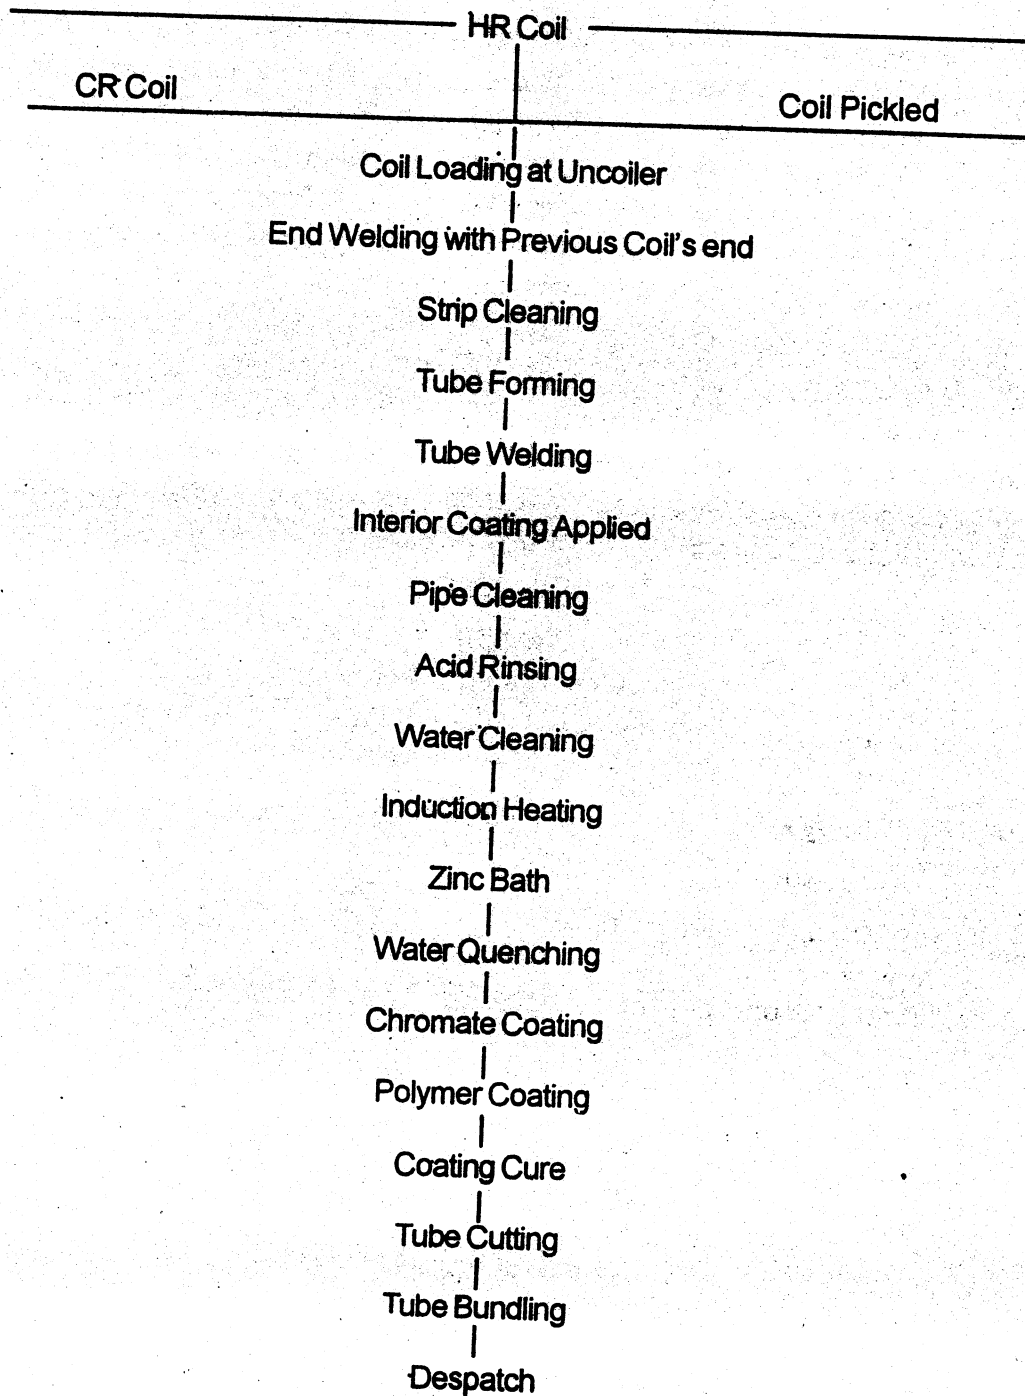 HR Coil
CR Coil
Coil Pickled
Coil Loading at Uncoiler
End Welding with Previous Coil's end
Strip Cleaning
Tube Forming
Tube Welding
Interior Coating Applied
Pipe Cleaning
Acid Rinsing
Water Cleaning
Induction Heating
Zinc Bath
Water Quenching
Chromate Coating
Polymer Coating
Coating Cure
Tube Cutting
Tube Bundling
Despatch